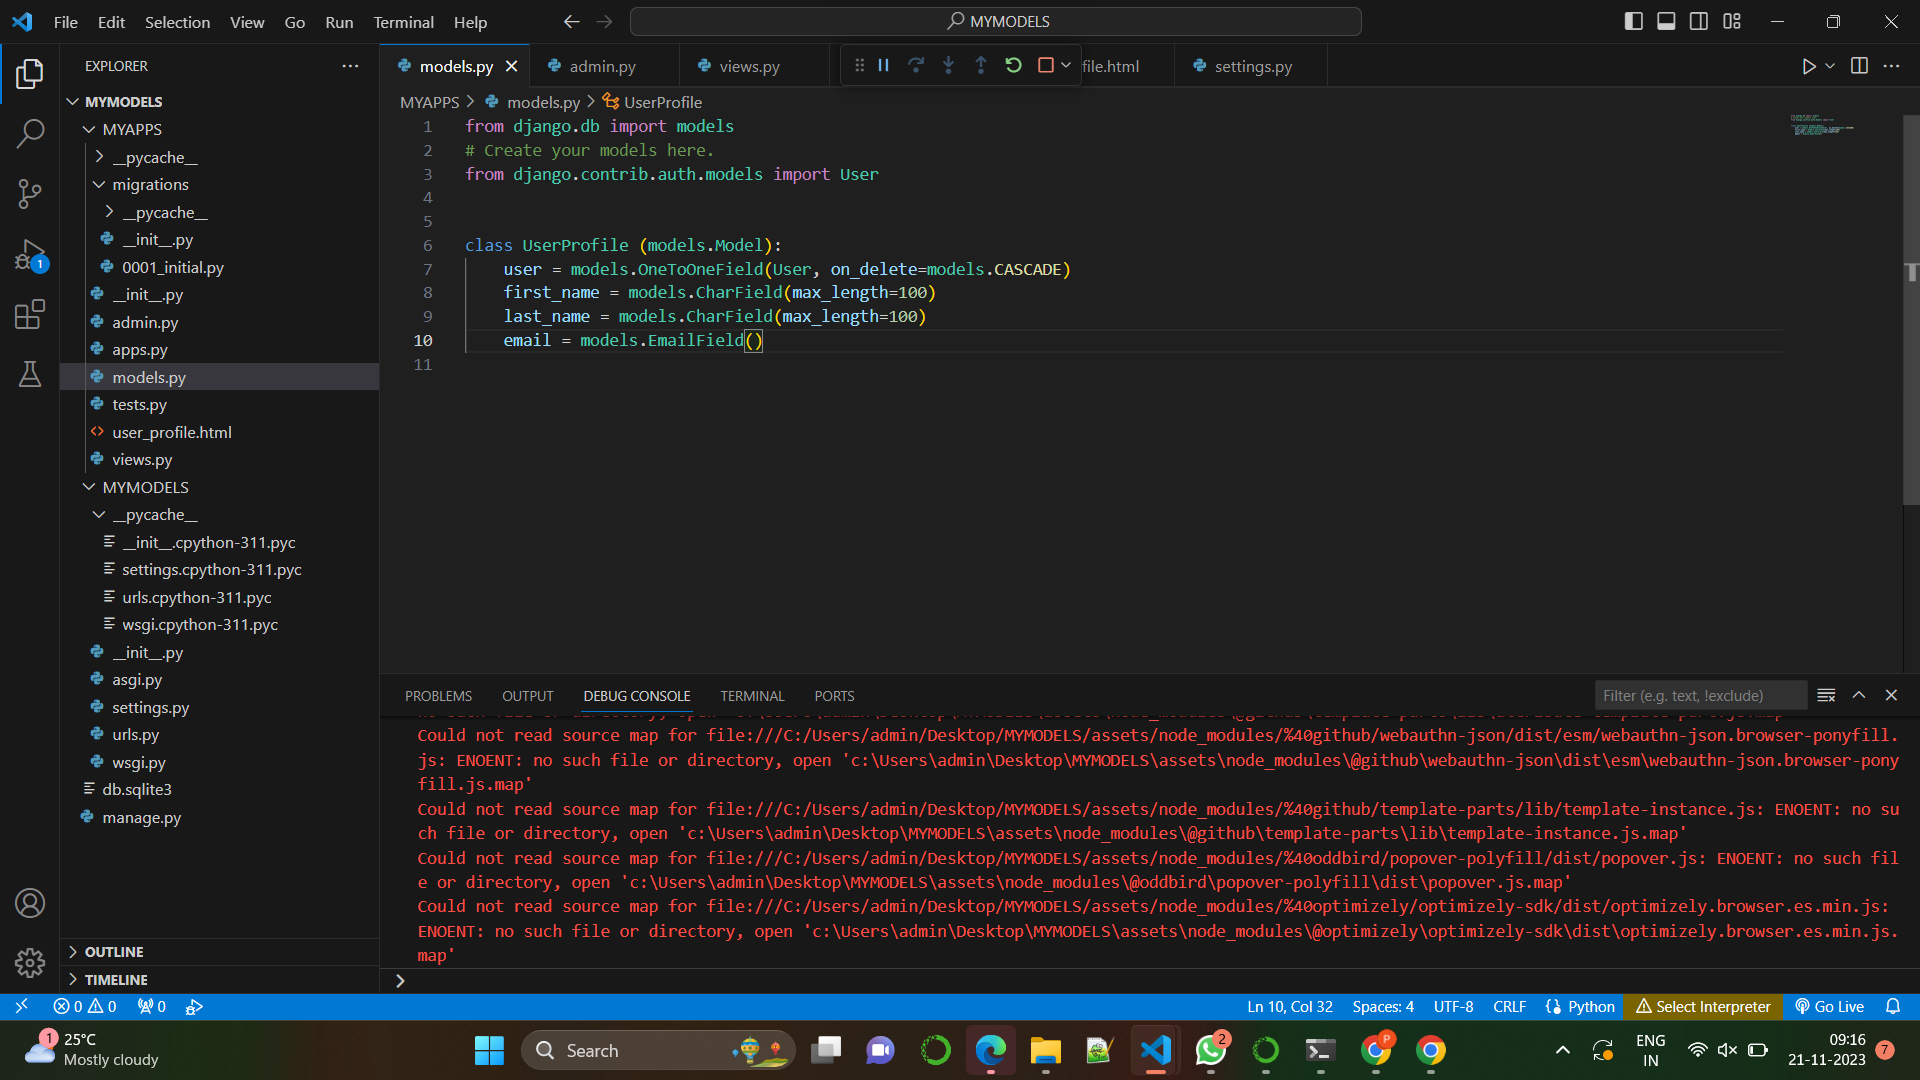 File Edit Selection View Go Run Terminal Help
MYMODELS
EXPLORER
MYMODELS
MYAPPS
__pycache__
migrations
__pycache__
__init__.py
0001_initial.py
__init__.py
admin.py
apps.py
models.py
tests.py
user_profile.html
views.py
MYMODELS
__pycache__
__init__.cpython-311.pyc
settings.cpython-311.pyc
urls.cpython-311.pyc
wsgi.cpython-311.pyc
__init__.py
asgi.py
settings.py
urls.py
wsgi.py
db.sqlite3
manage.py
OUTLINE
TIMELINE
1
models.py admin.py views.py file.html settings.py
MYAPPS > models.py > UserProfile
1 from django.db import models
2 # Create your models here.
3 from django.contrib.auth.models import User
4
5
6 class UserProfile (models.Model):
7 user = models.OneToOneField(User, on_delete=models.CASCADE)
8 first_name = models.CharField(max_length=100)
9 last_name = models.CharField(max_length=100)
10 email = models.EmailField()
11
PROBLEMS OUTPUT DEBUG CONSOLE TERMINAL PORTS
Filter (e.g. text, !exclude)
Could not read source map for file:///C:/Users/admin/Desktop/MYMODELS/assets/node_modules/%40github/webauthn-json/dist/esm/webauthn-json.browser-ponyfill.
js: ENOENT: no such file or directory, open 'c:\Users\admin\Desktop\MYMODELS\assets\node_modules\@github\webauthn-json\dist\esm\webauthn-json.browser-pony
fill.js.map'
Could not read source map for file:///C:/Users/admin/Desktop/MYMODELS/assets/node_modules/%40github/template-parts/lib/template-instance.js: ENOENT: no su
ch file or directory, open 'c:\Users\admin\Desktop\MYMODELS\assets\node_modules\@github\template-parts\lib\template-instance.js.map'
Could not read source map for file:///C:/Users/admin/Desktop/MYMODELS/assets/node_modules/%40oddbird/popover-polyfill/dist/popover.js: ENOENT: no such fil
e or directory, open 'c:\Users\admin\Desktop\MYMODELS\assets\node_modules\@oddbird\popover-polyfill\dist\popover.js.map'
Could not read source map for file:///C:/Users/admin/Desktop/MYMODELS/assets/node_modules/%40optimizely/optimizely-sdk/dist/optimizely.browser.es.min.js:
ENOENT: no such file or directory, open 'c:\Users\admin\Desktop\MYMODELS\assets\node_modules\@optimizely\optimizely-sdk\dist\optimizely.browser.es.min.js.
map'
0 0 0 Ln 10, Col 32 Spaces: 4 UTF-8 CRLF Python Select Interpreter Go Live
1 25°C
Mostly cloudy
Search
2
P
ENG
IN
09:16
21-11-2023
7